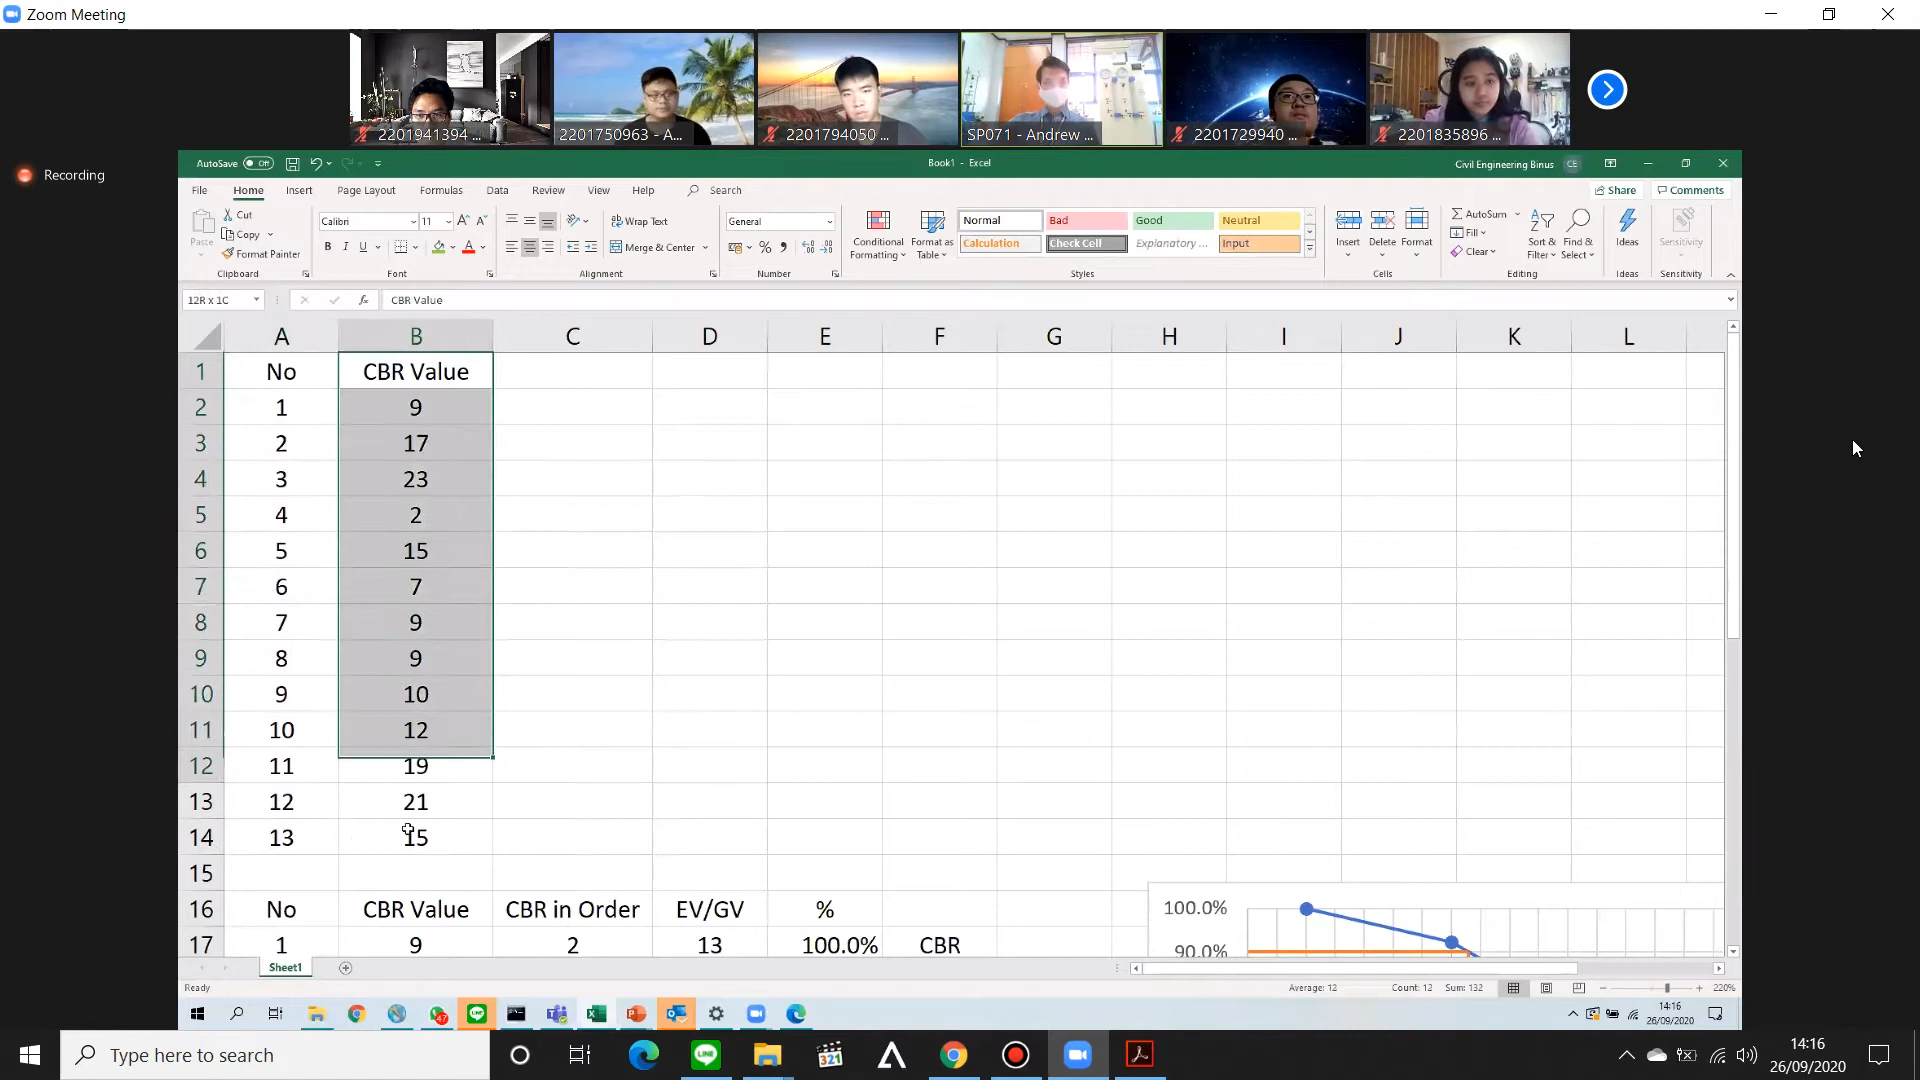 Zoom Meeting
2201941394 ...
2201750963 - A...
2201794050 ...
SP071 - Andrew ...
2201729940 ...
2201835896 ...
Recording
AutoSave Off
Book1 - Excel
Civil Engineering Binus CE
File Home Insert Page Layout Formulas Data Review View Help Search
Share Comments
Paste
Cut
Copy
Format Painter
Calibri 11
B I U
Wrap Text
Merge & Center
General
Conditional Formatting
Format as Table
Normal Bad Good Neutral
Calculation Check Cell Explanatory ... Input
Insert Delete Format
AutoSum
Fill
Clear
Sort & Filter
Find & Select
Ideas
Sensitivity
Clipboard Font Alignment Number Styles Cells Editing Ideas Sensitivity
12R x 1C fx CBR Value
A B C D E F G H I J K L
1 No CBR Value
2 1 9
3 2 17
4 3 23
5 4 2
6 5 15
7 6 7
8 7 9
9 8 9
10 9 10
11 10 12
12 11 19
13 12 21
14 13 15
15
16 No CBR Value CBR in Order EV/GV %
17 1 9 2 13 100.0% CBR
100.0%
90.0%
Sheet1
Ready
Average: 12 Count: 12 Sum: 132 220%
47
14:16
26/09/2020
Type here to search
321
14:16
26/09/2020